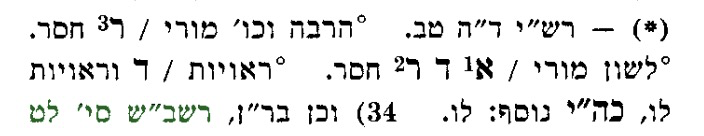 (*) — רש״י ד״ה טב. °הרבה וכו׳ מורי / ר³ חסר.
°לשון מורי / א¹ ד ר² חסר. °ראויות / ד וראויות
לו, כה״י נוסף: לו. 34) וכן בר״ן, רשב״ש סי׳ לט